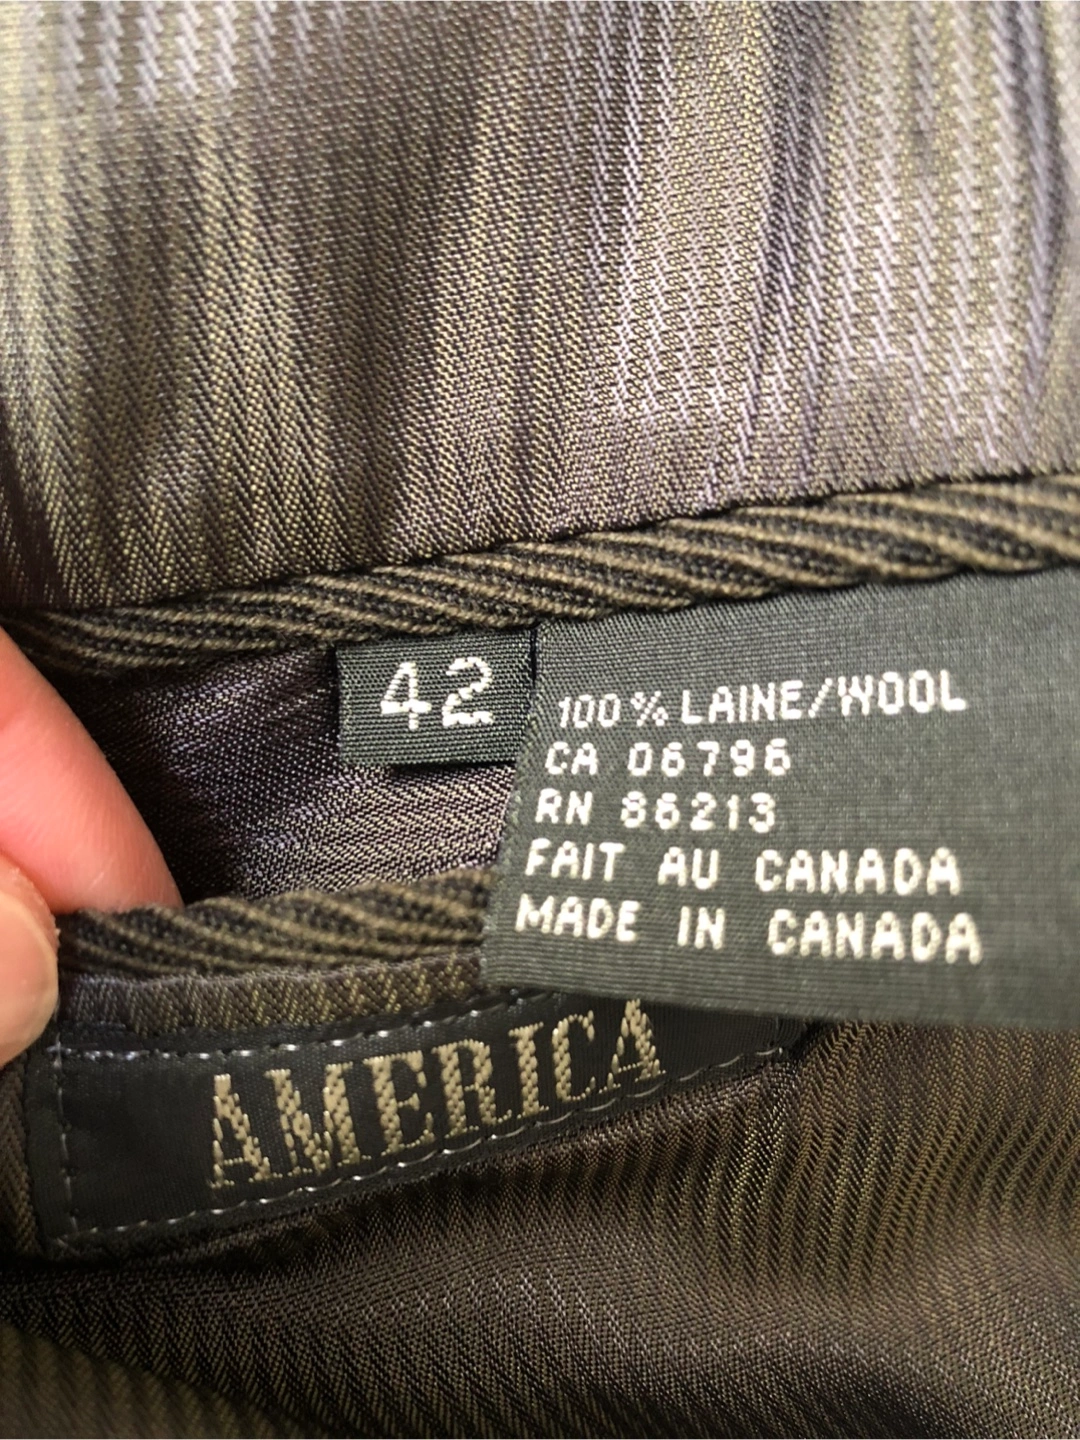 42
100% LAINE/WOOL
CA 06796
RN 86213
FAIT AU CANADA
MADE IN CANADA
AMERICA